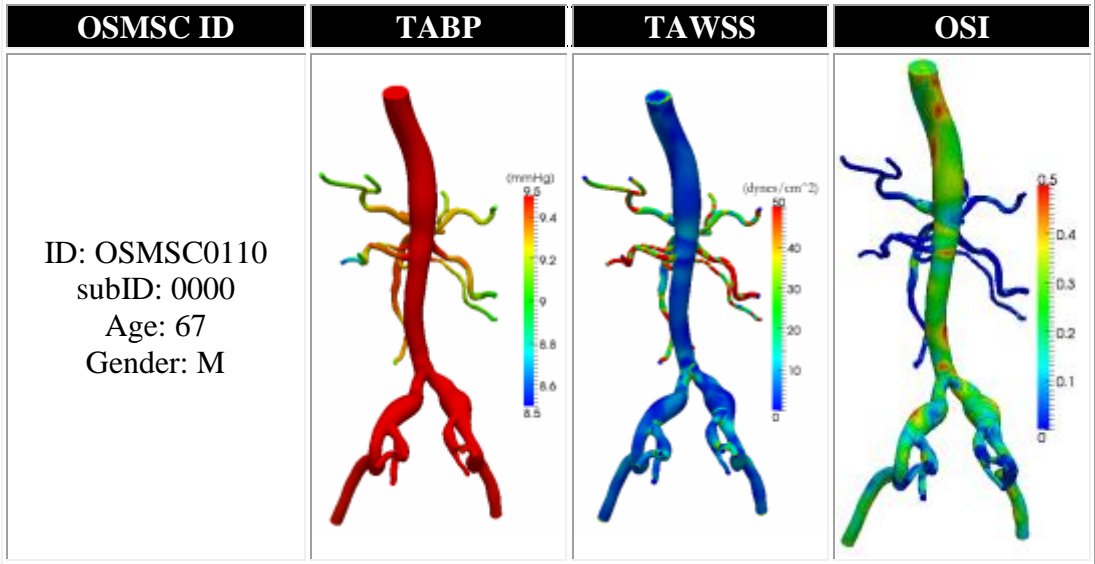 OSMSC ID
TABP
TAWSS
OSI
ID: OSMSC0110
subID: 0000
Age: 67
Gender: M
(mmHg)
9.5
9.4
9.2
9
8.8
8.6
8.5
(dynes/cm^2)
50
40
30
20
10
0
0.5
0.4
0.3
0.2
0.1
0